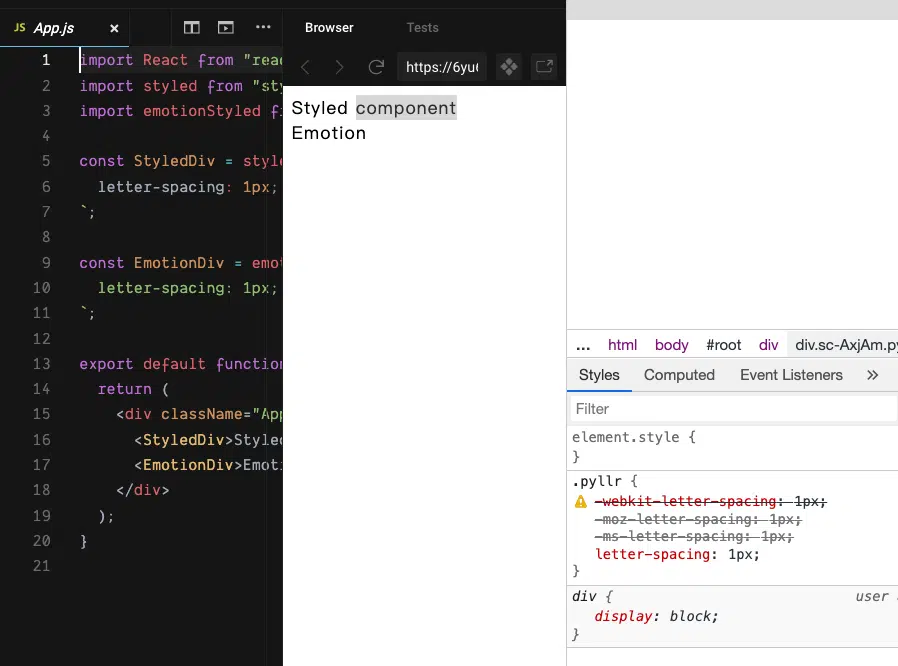 JS App.js ×
1 import React from "rea
2 import styled from "sty
3 import emotionStyled f
4
5 const StyledDiv = style
6 letter-spacing: 1px;
7 `;
8
9 const EmotionDiv = emot
10 letter-spacing: 1px;
11 `;
12
13 export default function
14 return (
15 <div className="App
16 <StyledDiv>Styled
17 <EmotionDiv>Emoti
18 </div>
19 );
20 }
21
Browser Tests
https://6yu
Styled component
Emotion
... html body #root div div.sc-AxjAm.py
Styles Computed Event Listeners »
Filter
element.style {
}
.pyllr {
-webkit-letter-spacing: 1px;
-moz-letter-spacing: 1px;
-ms-letter-spacing: 1px;
letter-spacing: 1px;
}
div { user
display: block;
}